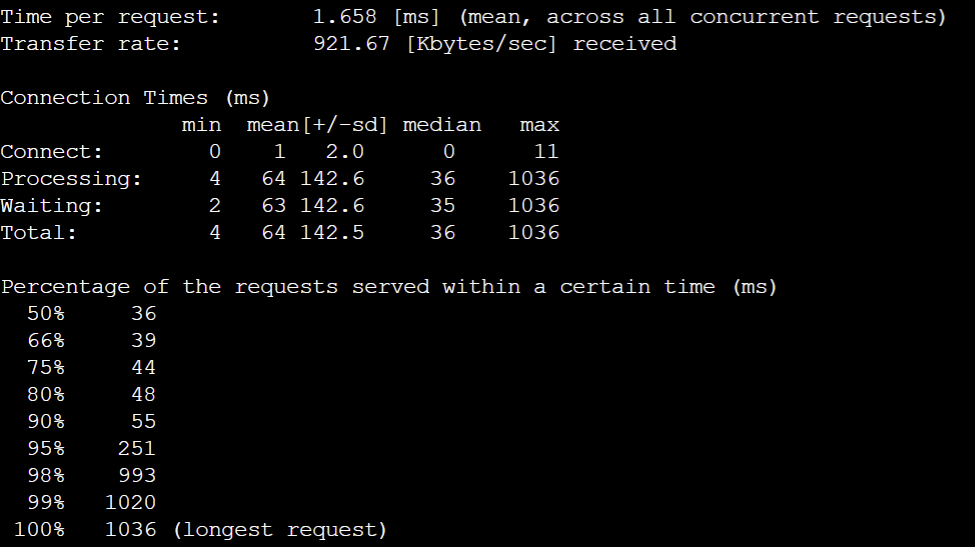 Time per request:       1.658 [ms] (mean, across all concurrent requests)
Transfer rate:          921.67 [Kbytes/sec] received

Connection Times (ms)
              min  mean[+/-sd] median   max
Connect:        0    1   2.0      0      11
Processing:     4   64 142.6     36    1036
Waiting:        2   63 142.6     35    1036
Total:          4   64 142.5     36    1036

Percentage of the requests served within a certain time (ms)
  50%     36
  66%     39
  75%     44
  80%     48
  90%     55
  95%    251
  98%    993
  99%   1020
 100%   1036 (longest request)